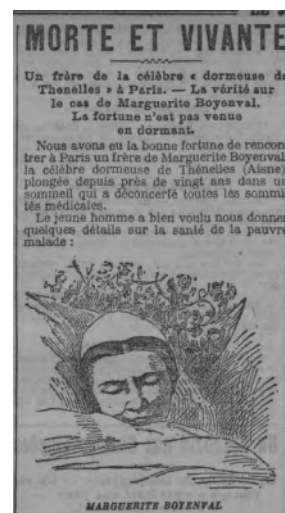 MORTE ET VIVANTE
Un frère de la célèbre « dormeuse de
Thenelles » à Paris. — La vérité sur
le cas de Marguerite Boyenval.
La fortune n'est pas venue
en dormant.
Nous avons eu la bonne fortune de rencon
trer à Paris un frère de Marguerite Boyenval
la célèbre dormeuse de Thénelles (Aisne)
plongée depuis près de vingt ans dans un
sommeil qui a déconcerté toutes les sommi
tés médicales.
Le jeune homme a bien voulu nous donner
quelques détails sur la santé de la pauvre
malade :
MARGUERITE BOYENVAL